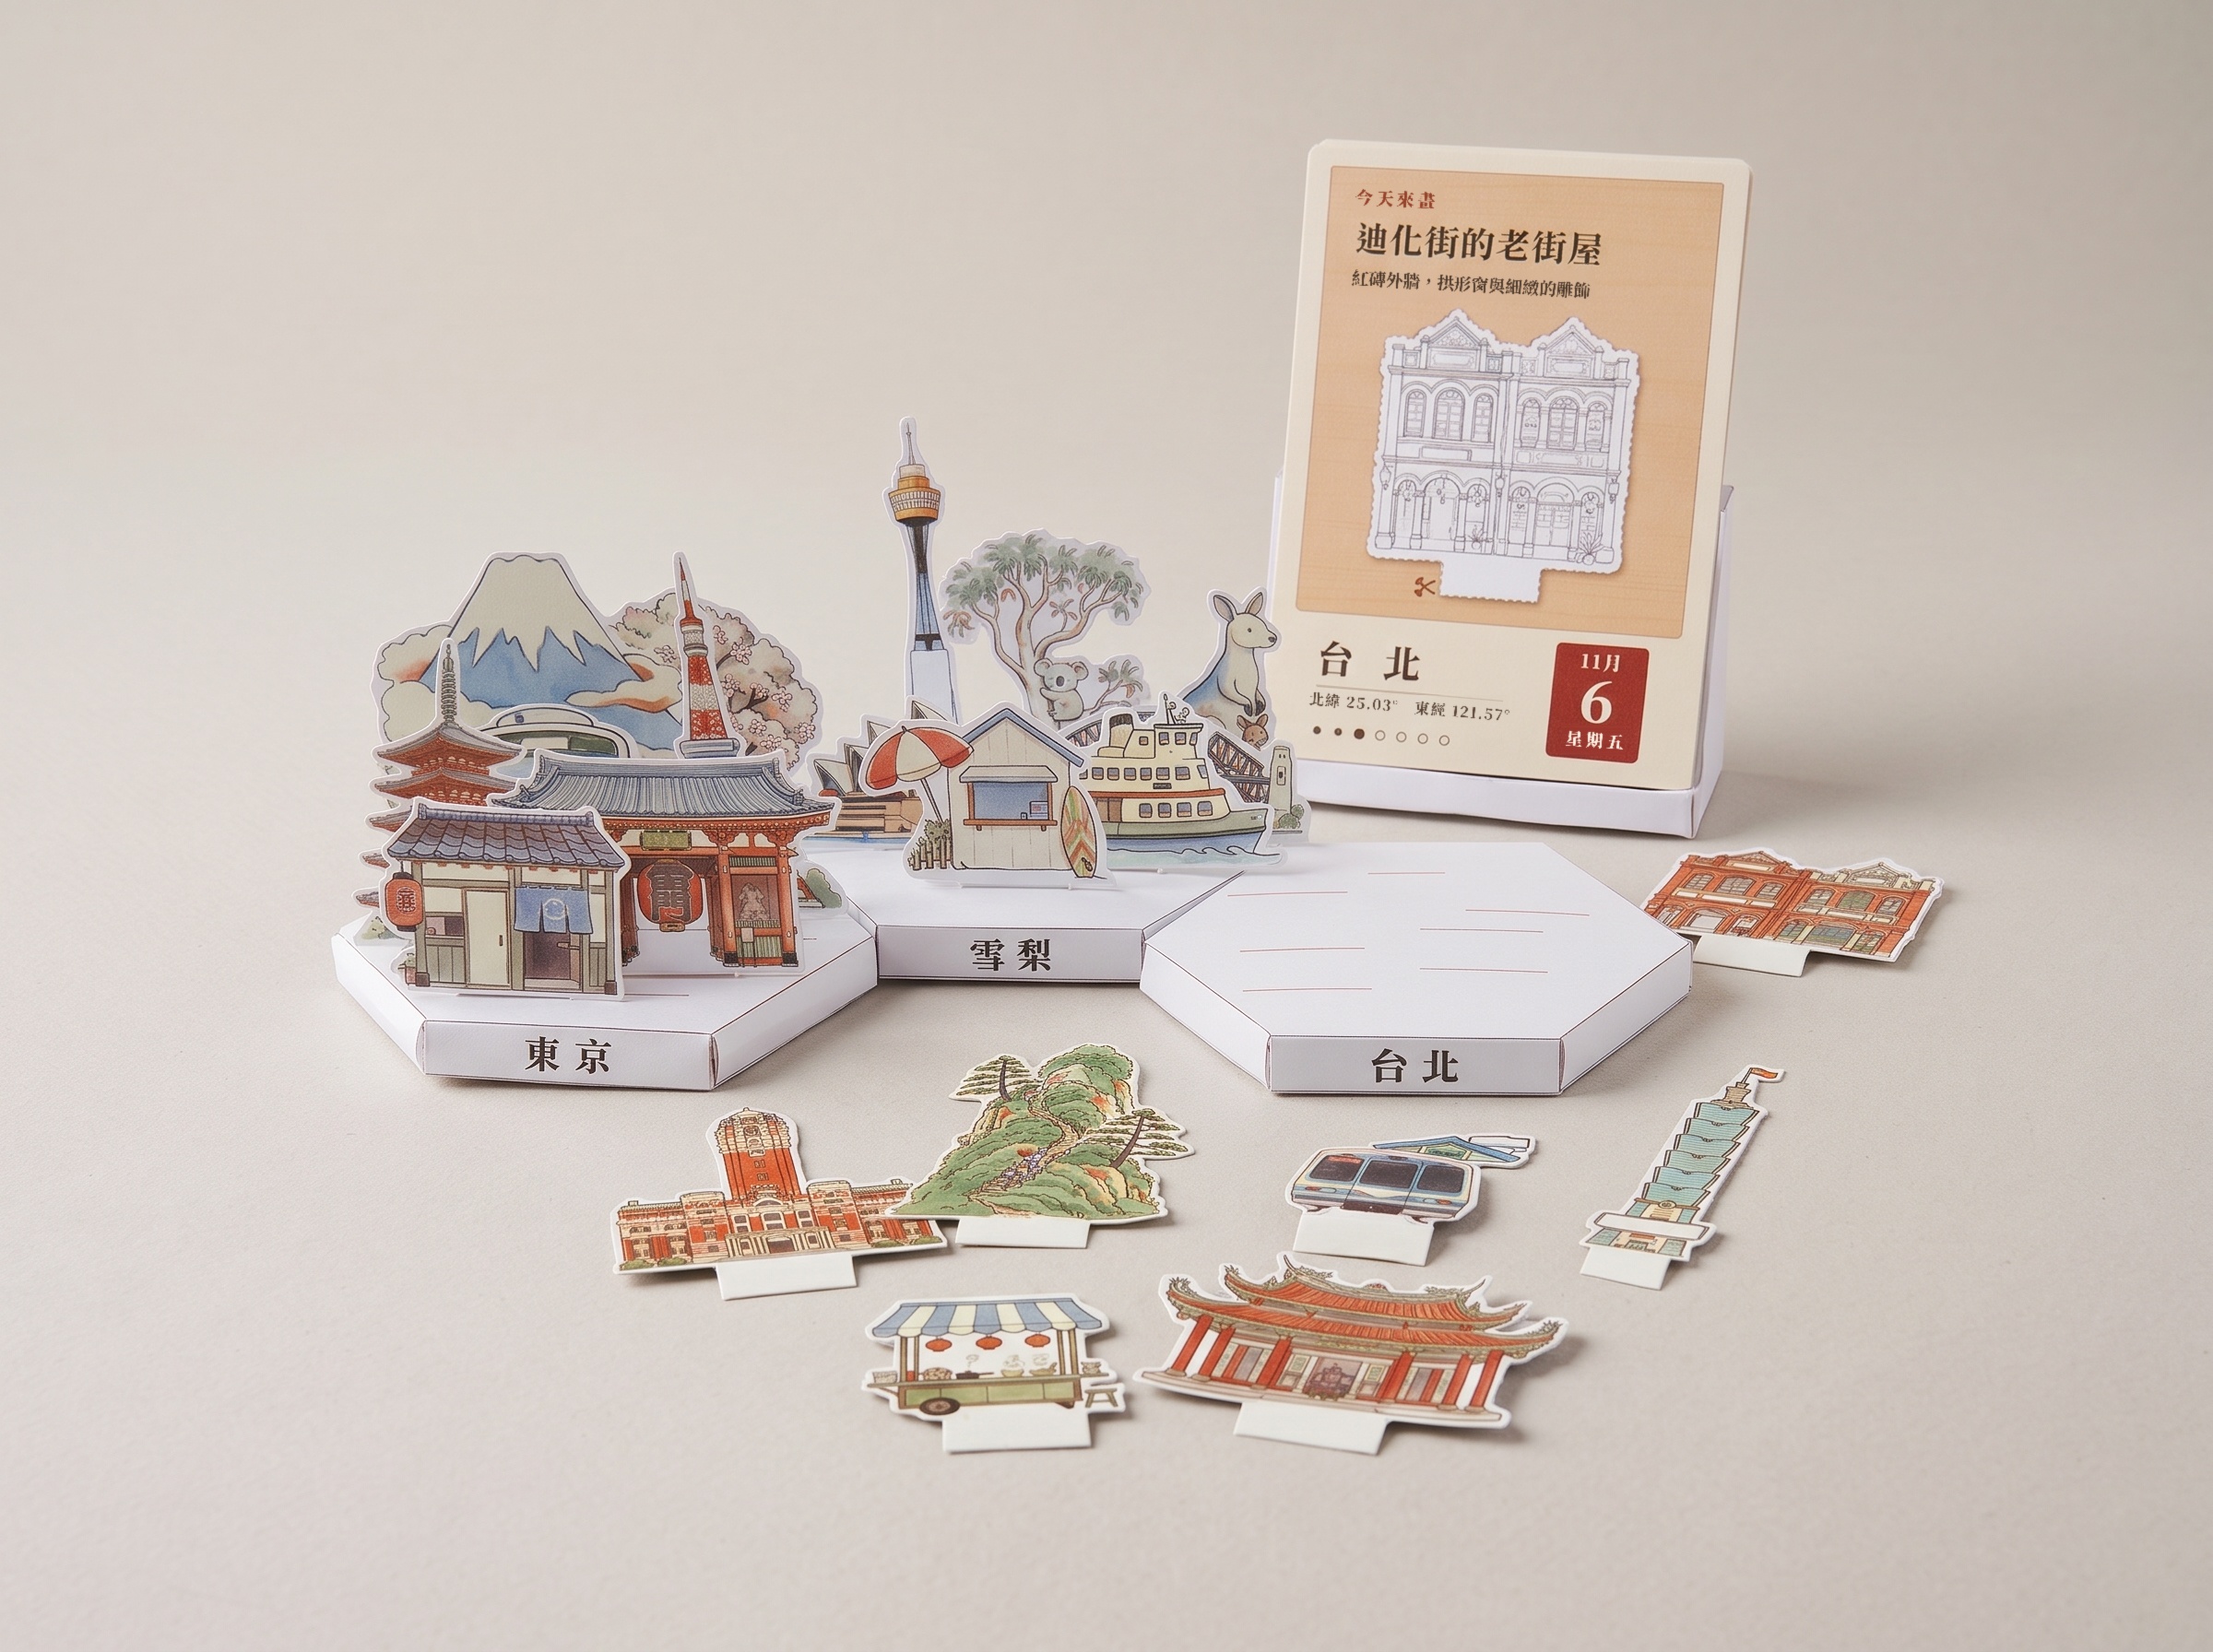 今天來畫
迪化街的老街屋
紅磚外牆，拱形窗與細緻的雕飾
台北
北緯 25.03° 東經 121.57°
11月
6
星期五
雪梨
東京
台北